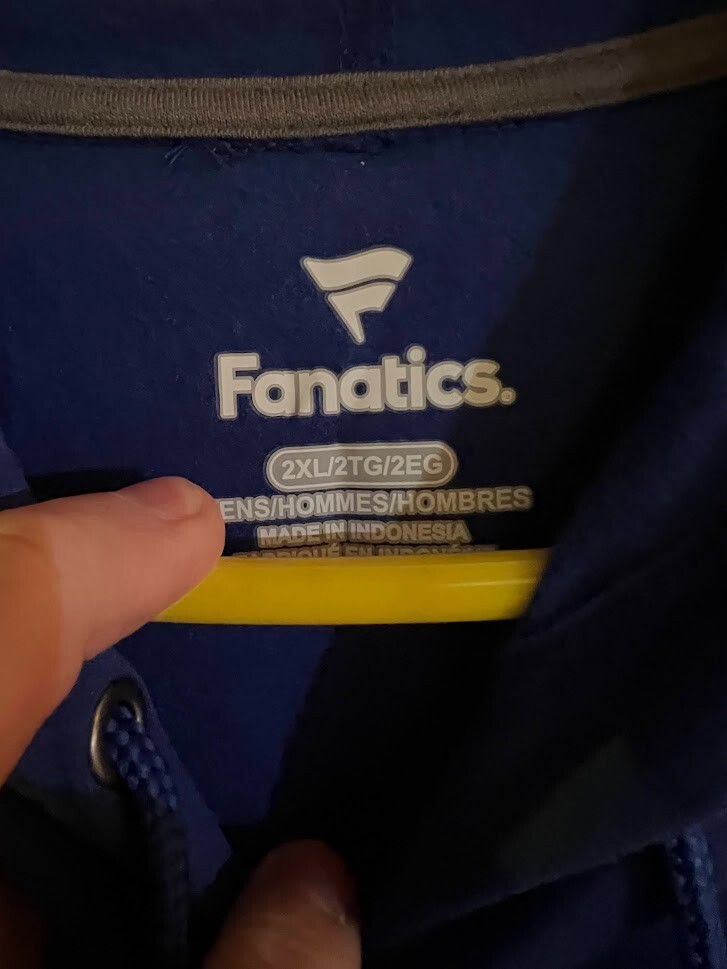 Fanatics.
2XL/2TG/2EG
ENS/HOMMES/HOMBRES
MADE IN INDONESIA